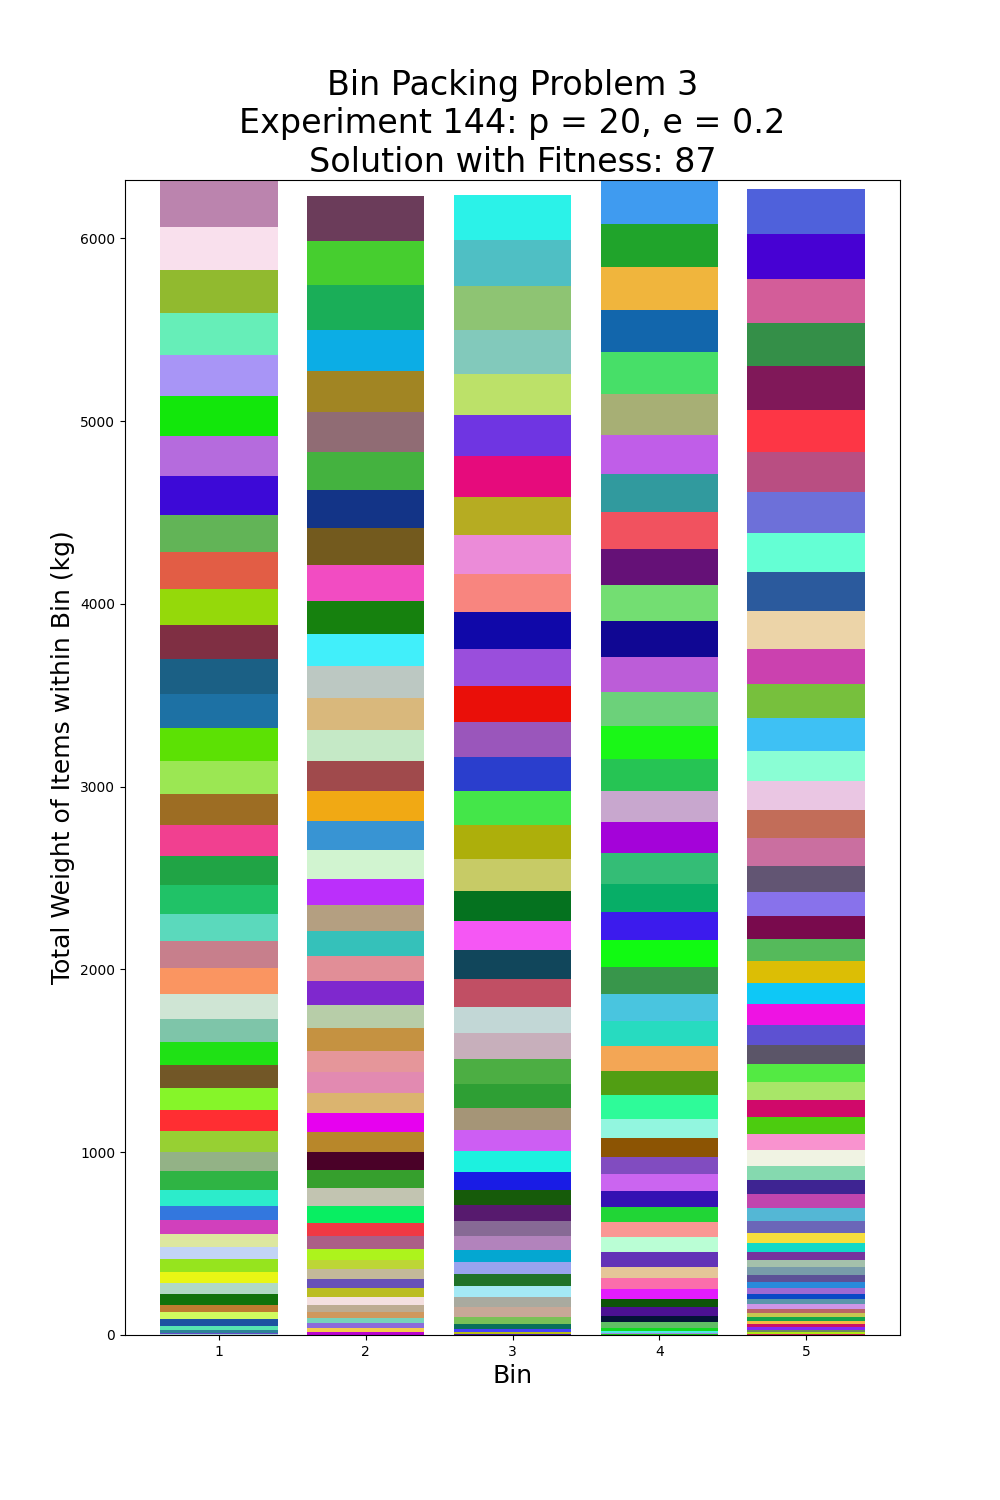 Bin Packing Problem 3
Experiment 144: p = 20, e = 0.2
Solution with Fitness: 87
Total Weight of Items within Bin (kg)
6000
5000
4000
3000
2000
1000
0
1 2 3 4 5
Bin